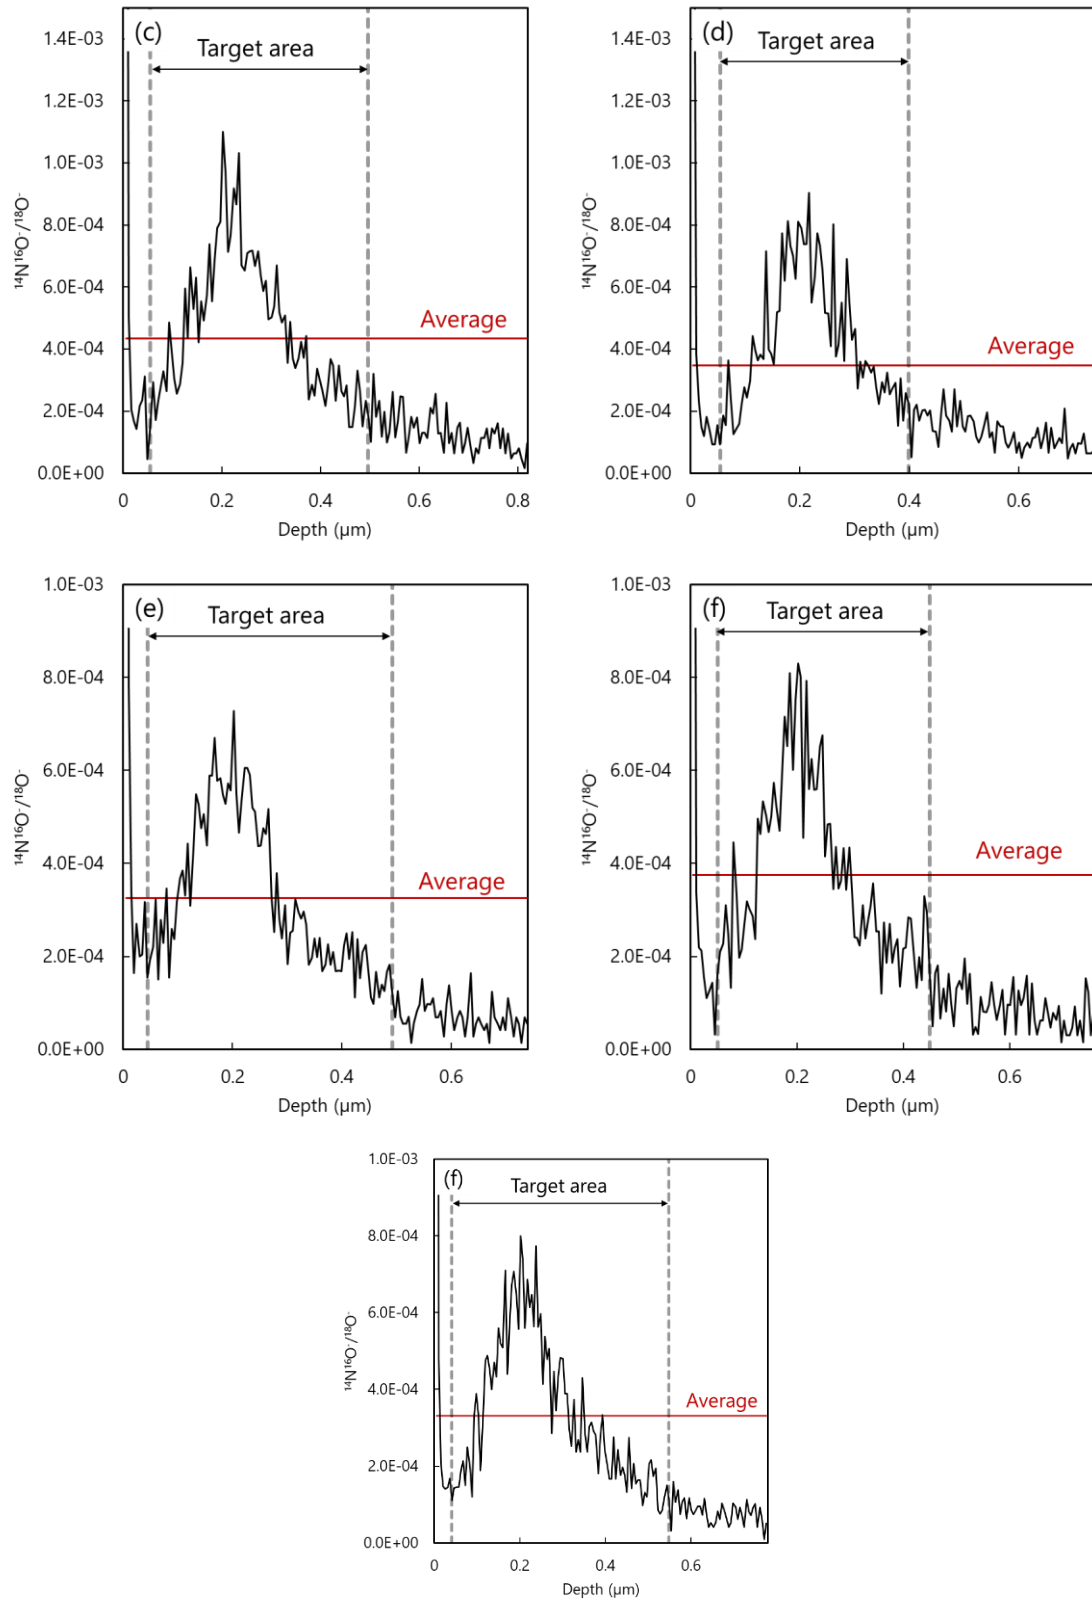 (c)
Target area
1.4E-03
1.2E-03
1.0E-03
8.0E-04
6.0E-04
4.0E-04
2.0E-04
0.0E+00
¹⁴N¹⁶O⁻/¹⁸O⁻
Average
0 0.2 0.4 0.6 0.8
Depth (μm)
(d)
Target area
1.4E-03
1.2E-03
1.0E-03
8.0E-04
6.0E-04
4.0E-04
2.0E-04
0.0E+00
¹⁴N¹⁶O⁻/¹⁸O⁻
Average
0 0.2 0.4 0.6
Depth (μm)
(e)
Target area
1.0E-03
8.0E-04
6.0E-04
4.0E-04
2.0E-04
0.0E+00
¹⁴N¹⁶O⁻/¹⁸O⁻
Average
0 0.2 0.4 0.6
Depth (μm)
(f)
Target area
1.0E-03
8.0E-04
6.0E-04
4.0E-04
2.0E-04
0.0E+00
¹⁴N¹⁶O⁻/¹⁸O⁻
Average
0 0.2 0.4 0.6
Depth (μm)
(f)
Target area
1.0E-03
8.0E-04
6.0E-04
4.0E-04
2.0E-04
0.0E+00
¹⁴N¹⁶O⁻/¹⁸O⁻
Average
0 0.2 0.4 0.6
Depth (μm)